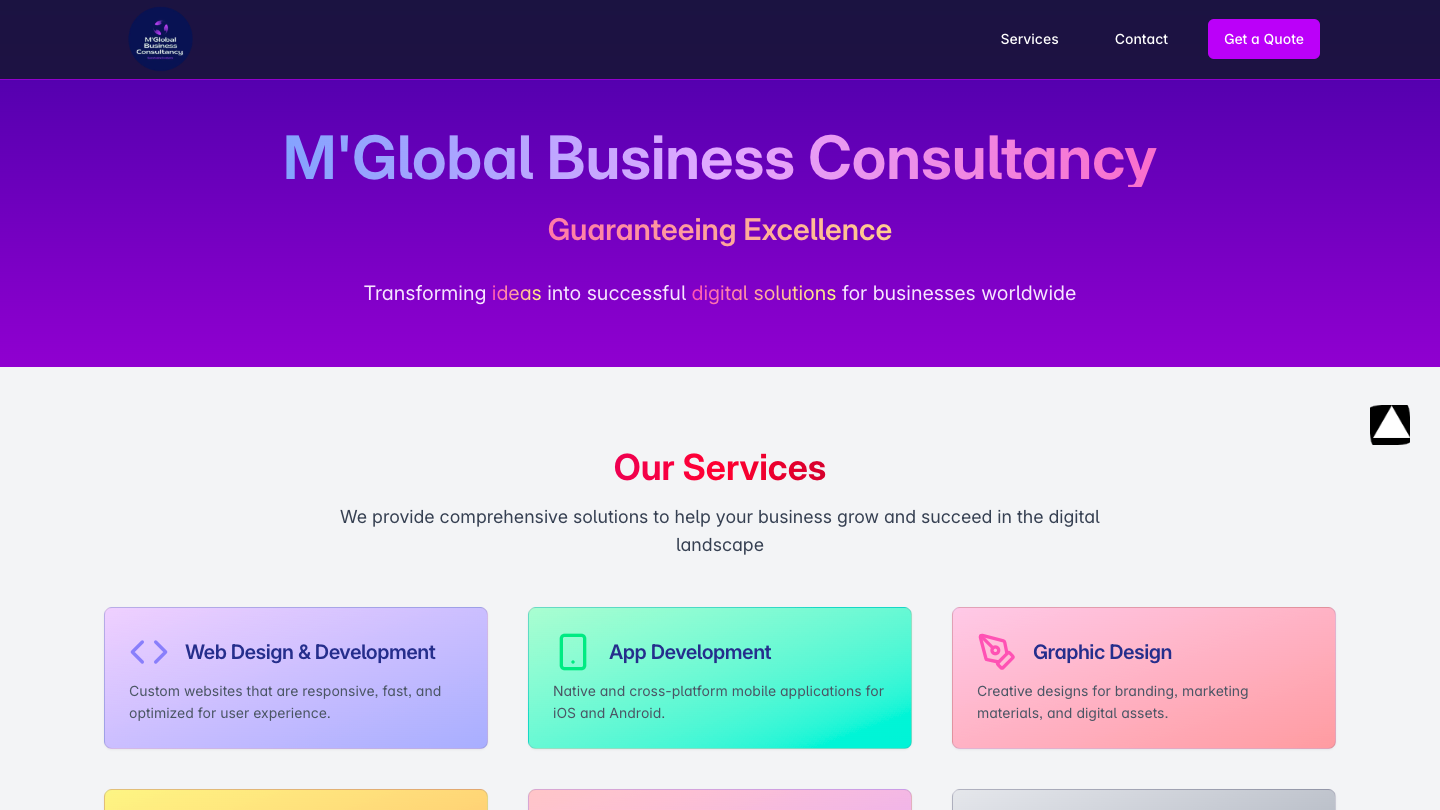 M'Global
Business
Consultancy
Services
Contact
Get a Quote
M'Global Business Consultancy
Guaranteeing Excellence
Transforming ideas into successful digital solutions for businesses worldwide
Our Services
We provide comprehensive solutions to help your business grow and succeed in the digital
landscape
Web Design & Development
Custom websites that are responsive, fast, and
optimized for user experience.
App Development
Native and cross-platform mobile applications for
iOS and Android.
Graphic Design
Creative designs for branding, marketing
materials, and digital assets.